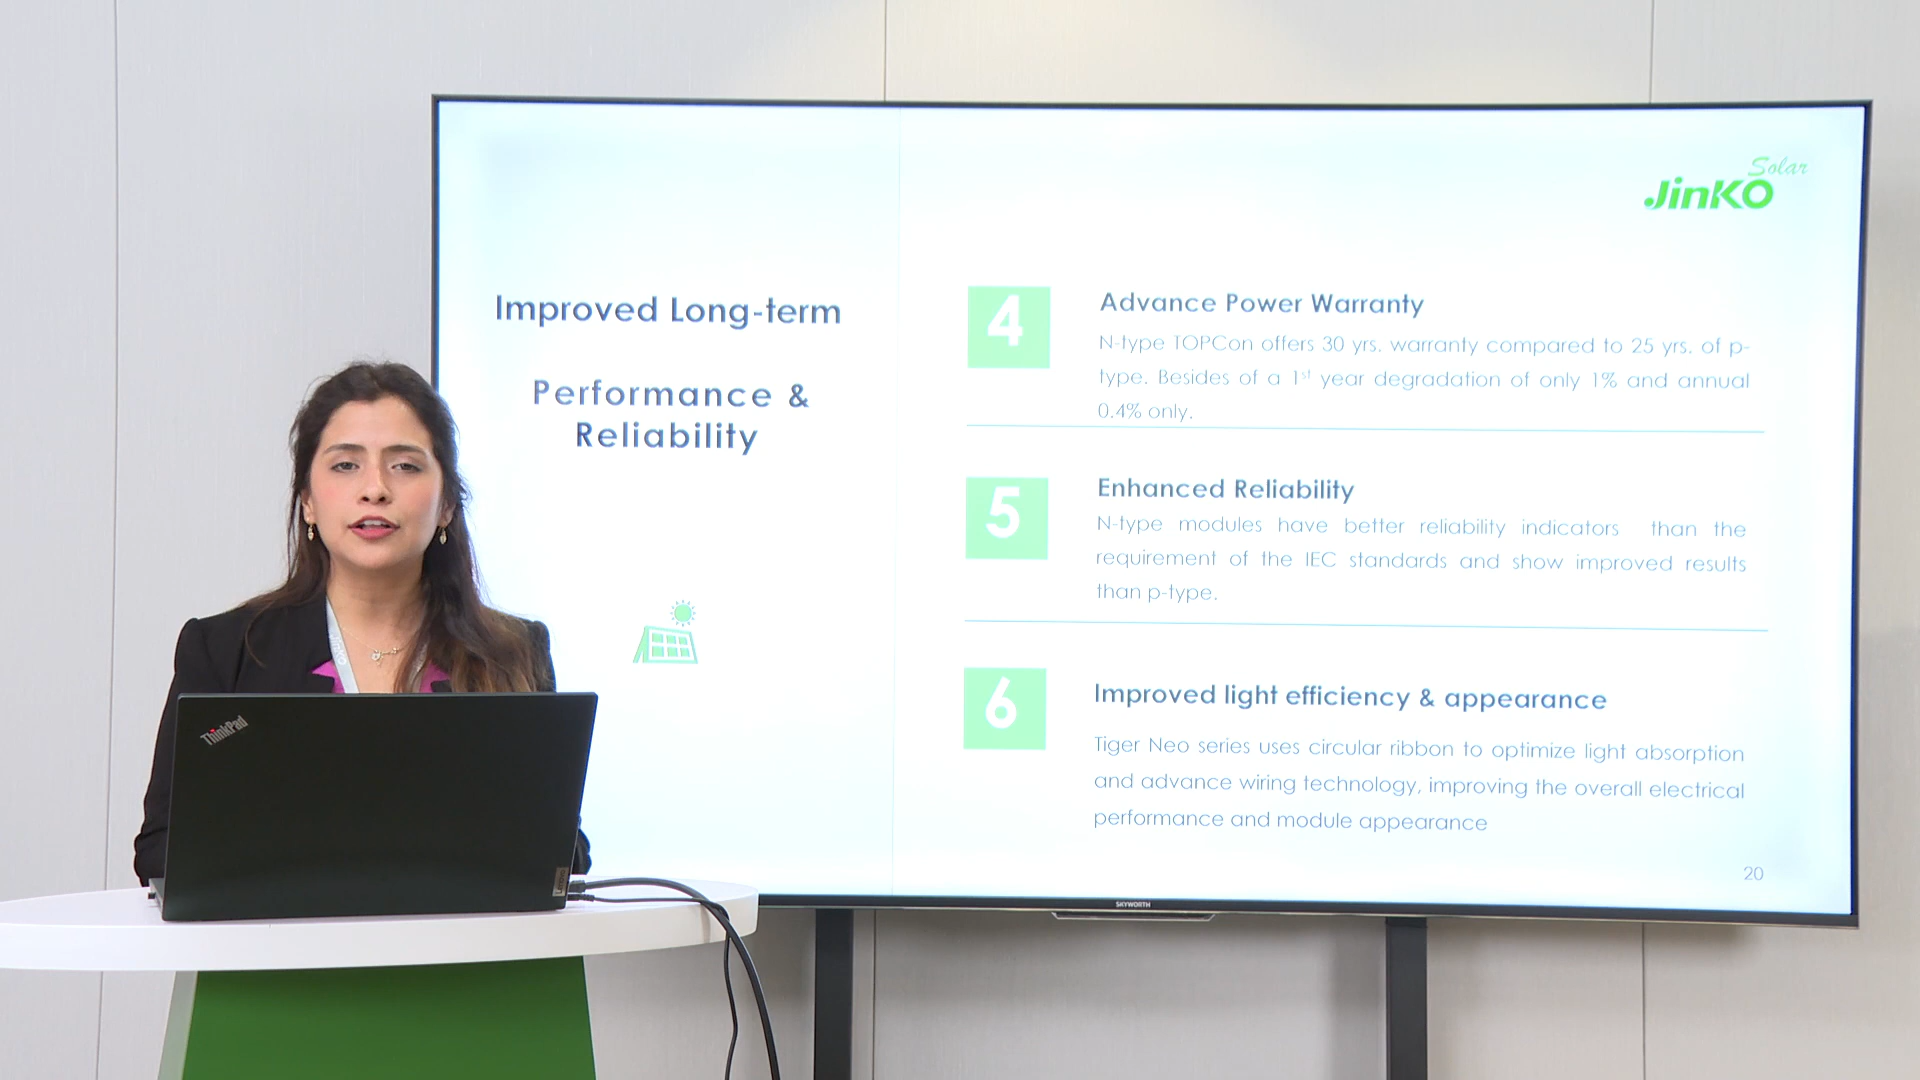 Solar
JinKO
Improved Long-term
Performance &
Reliability
4
Advance Power Warranty
N-type TOPCon offers 30 yrs. warranty compared to 25 yrs. of p-
type. Besides of a 1st year degradation of only 1% and annual
0.4% only.
5
Enhanced Reliability
N-type modules have better reliability indicators than the
requirement of the IEC standards and show improved results
than p-type.
6
Improved light efficiency & appearance
Tiger Neo series uses circular ribbon to optimize light absorption
and advance wiring technology, improving the overall electrical
performance and module appearance
20
SKYWORTH
ThinkPad
Lenovo